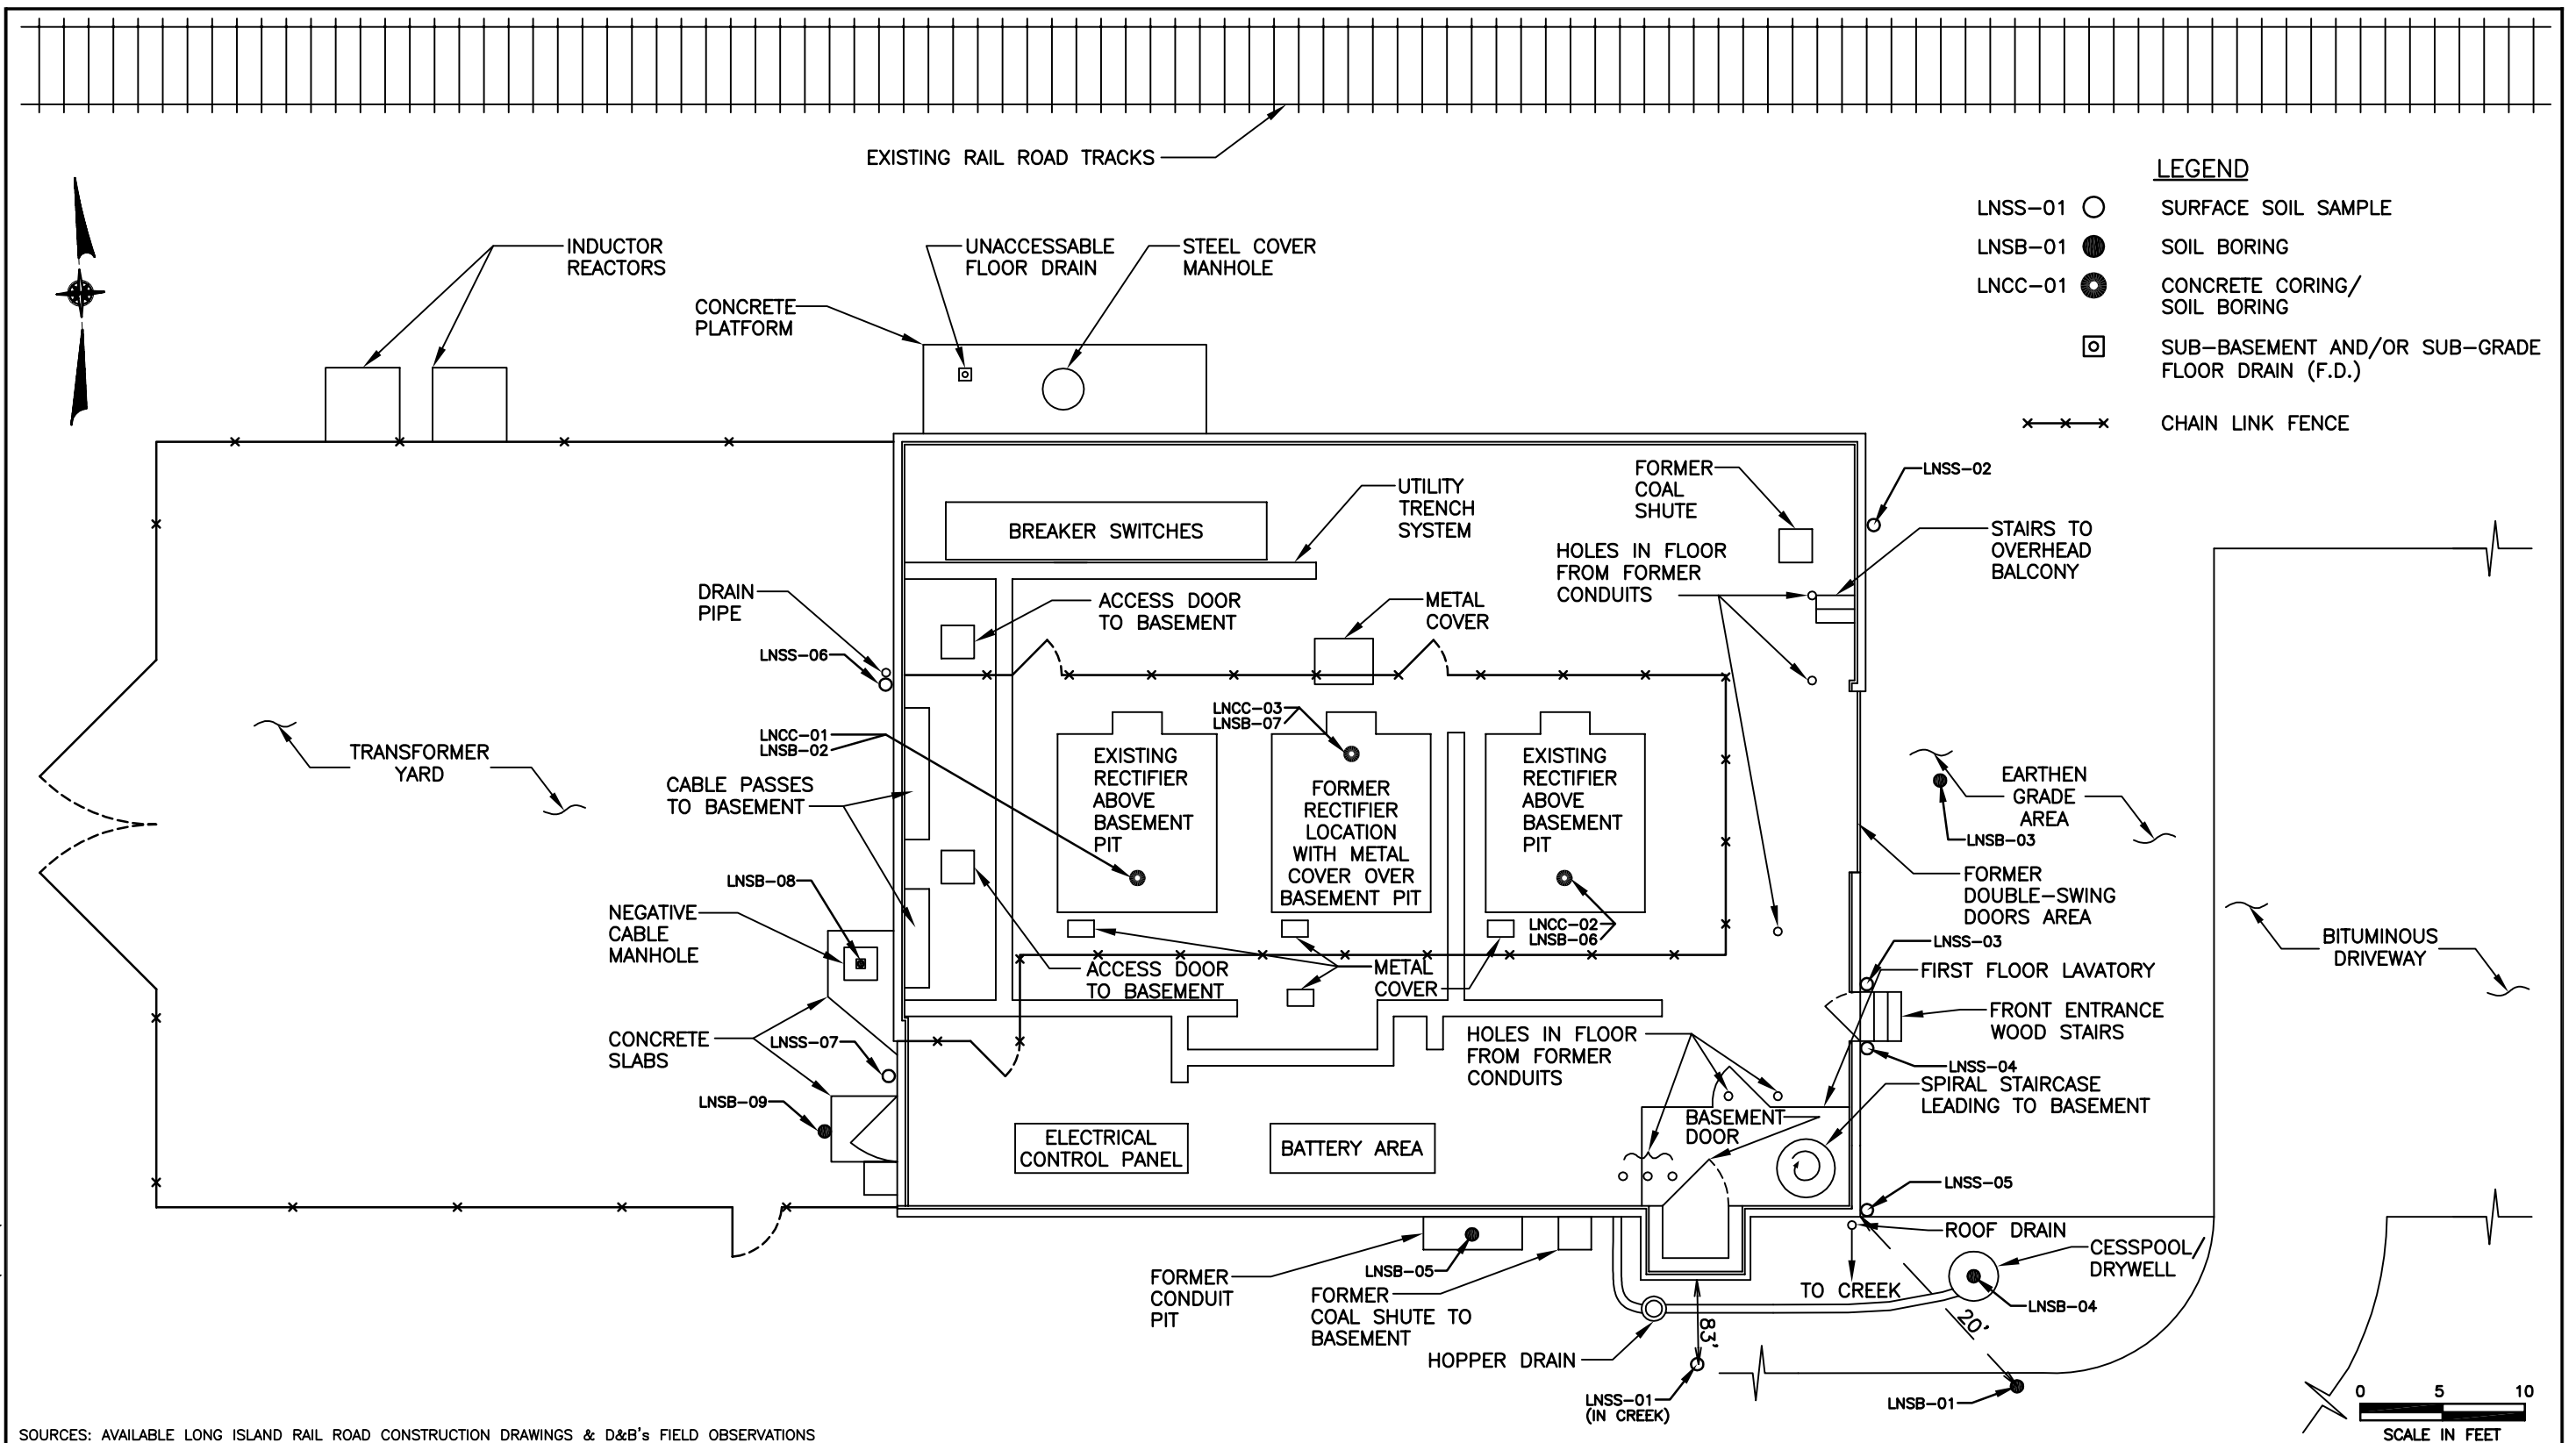 EXISTING RAIL ROAD TRACKS
LEGEND
LNSS-01
SURFACE SOIL SAMPLE
LNSB-01
SOIL BORING
LNCC-01
CONCRETE CORING/
SOIL BORING
SUB-BASEMENT AND/OR SUB-GRADE
FLOOR DRAIN (F.D.)
CHAIN LINK FENCE
INDUCTOR
REACTORS
UNACCESSABLE
FLOOR DRAIN
STEEL COVER
MANHOLE
CONCRETE
PLATFORM
BREAKER SWITCHES
UTILITY
TRENCH
SYSTEM
FORMER
COAL
SHUTE
LNSS-02
STAIRS TO
OVERHEAD
BALCONY
HOLES IN FLOOR
FROM FORMER
CONDUITS
DRAIN
PIPE
LNSS-06
ACCESS DOOR
TO BASEMENT
METAL
COVER
LNCC-01
LNSB-02
LNCC-03
LNSB-07
TRANSFORMER
YARD
CABLE PASSES
TO BASEMENT
EXISTING
RECTIFIER
ABOVE
BASEMENT
PIT
FORMER
RECTIFIER
LOCATION
WITH METAL
COVER OVER
BASEMENT PIT
EXISTING
RECTIFIER
ABOVE
BASEMENT
PIT
EARTHEN
GRADE
AREA
LNSB-03
FORMER
DOUBLE-SWING
DOORS AREA
LNSB-08
NEGATIVE
CABLE
MANHOLE
LNCC-02
LNSB-06
LNSS-03
FIRST FLOOR LAVATORY
BITUMINOUS
DRIVEWAY
ACCESS DOOR
TO BASEMENT
METAL
COVER
FRONT ENTRANCE
WOOD STAIRS
CONCRETE
SLABS
LNSS-07
HOLES IN FLOOR
FROM FORMER
CONDUITS
LNSS-04
SPIRAL STAIRCASE
LEADING TO BASEMENT
LNSB-09
BASEMENT
DOOR
ELECTRICAL
CONTROL PANEL
BATTERY AREA
LNSS-05
ROOF DRAIN
CESSPOOL/
DRYWELL
FORMER
CONDUIT
PIT
LNSB-05
FORMER
COAL SHUTE TO
BASEMENT
TO CREEK
LNSB-04
20'
83'
HOPPER DRAIN
LNSS-01
(IN CREEK)
LNSB-01
0 5 10
SCALE IN FEET
SOURCES: AVAILABLE LONG ISLAND RAIL ROAD CONSTRUCTION DRAWINGS & D&B's FIELD OBSERVATIONS